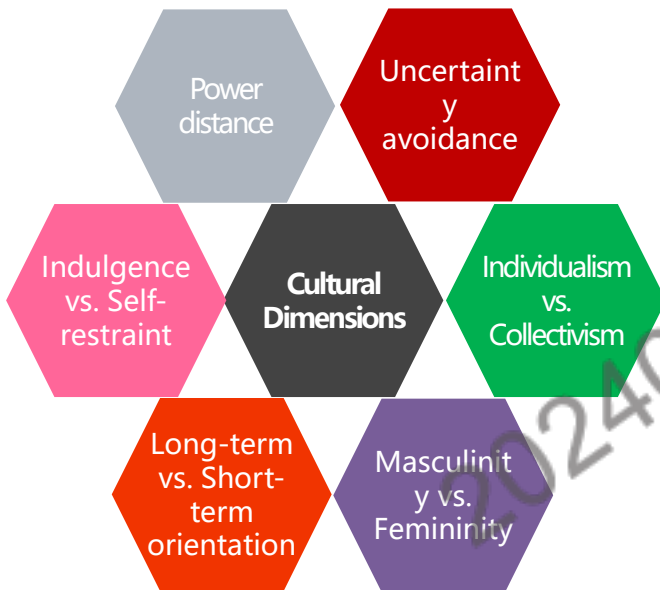 Power
distance
Uncertaint
y
avoidance
Indulgence
vs. Self-
restraint
Cultural
Dimensions
Individualism
vs.
Collectivism
Long-term
vs. Short-
term
orientation
Masculinit
y vs.
Femininity